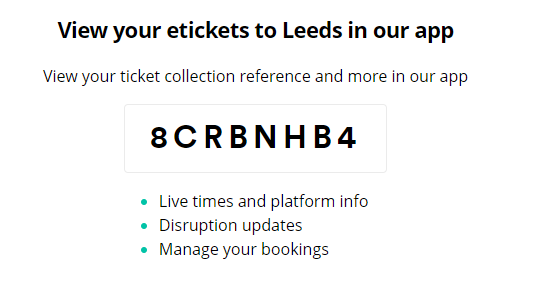 View your etickets to Leeds in our app
View your ticket collection reference and more in our app
8CRBNHB4
Live times and platform info
Disruption updates
Manage your bookings